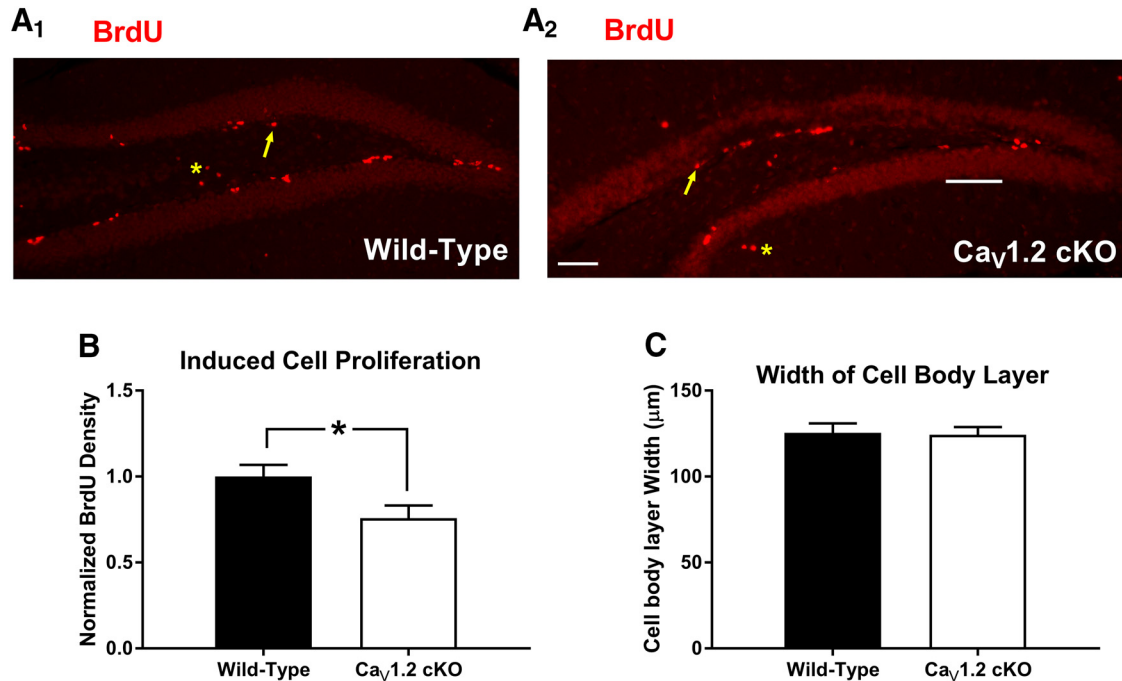 A1 BrdU
A2 BrdU
*
Wild-Type
*
CaV1.2 cKO
B
Induced Cell Proliferation
Normalized BrdU Density
1.5
1.0
0.5
0.0
*
Wild-Type
CaV1.2 cKO
C
Width of Cell Body Layer
Cell body layer Width (μm)
150
100
50
0
Wild-Type
CaV1.2 cKO